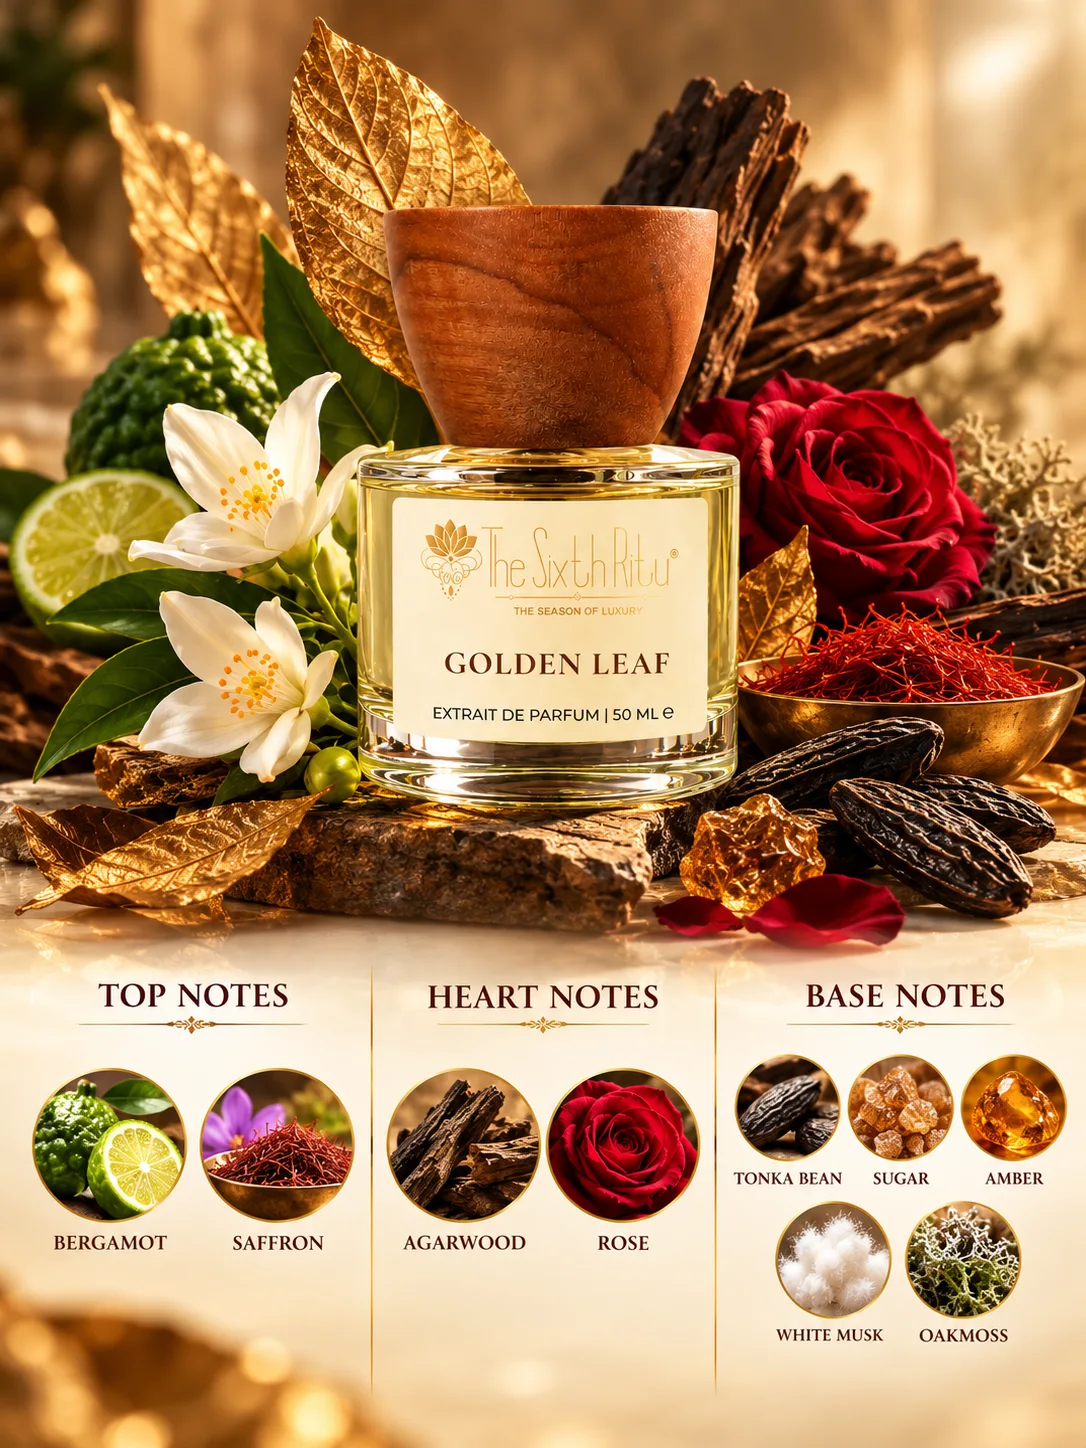 The Sixth Ritu®
THE SEASON OF LUXURY
GOLDEN LEAF
EXTRAIT DE PARFUM | 50 ML ℮
TOP NOTES
HEART NOTES
BASE NOTES
TONKA BEAN
SUGAR
AMBER
BERGAMOT
SAFFRON
AGARWOOD
ROSE
WHITE MUSK
OAKMOSS